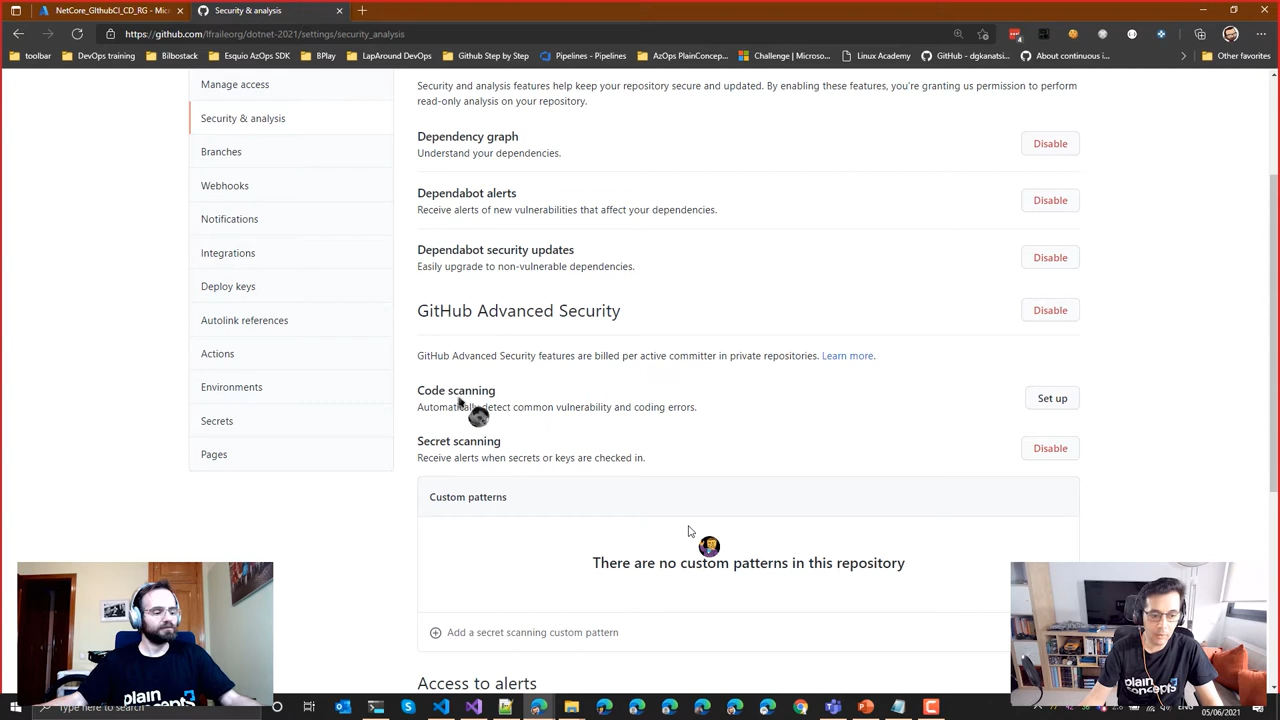 NetCore_GIthubCI_CD_RG - Mic
Security & analysis
https://github.com/lfraileorg/dotnet-2021/settings/security_analysis
toolbar
DevOps training
Bilbostack
Esquio AzOps SDK
BPlay
LapAround DevOps
Github Step by Step
Pipelines - Pipelines
AzOps PlainConcep...
Challenge | Microso...
Linux Academy
GitHub - dgkanatsi...
About continuous i...
Other favorites
Manage access
Security & analysis
Branches
Webhooks
Notifications
Integrations
Deploy keys
Autolink references
Actions
Environments
Secrets
Pages
Security and analysis features help keep your repository secure and updated. By enabling these features, you're granting us permission to perform
read-only analysis on your repository.
Dependency graph
Understand your dependencies.
Disable
Dependabot alerts
Receive alerts of new vulnerabilities that affect your dependencies.
Disable
Dependabot security updates
Easily upgrade to non-vulnerable dependencies.
Disable
GitHub Advanced Security
Disable
GitHub Advanced Security features are billed per active committer in private repositories. Learn more.
Code scanning
Automatically detect common vulnerability and coding errors.
Set up
Secret scanning
Receive alerts when secrets or keys are checked in.
Disable
Custom patterns
There are no custom patterns in this repository
Add a secret scanning custom pattern
Access to alerts
plain
concepts
plain
concepts
Type here to search
ENG
05/06/2021